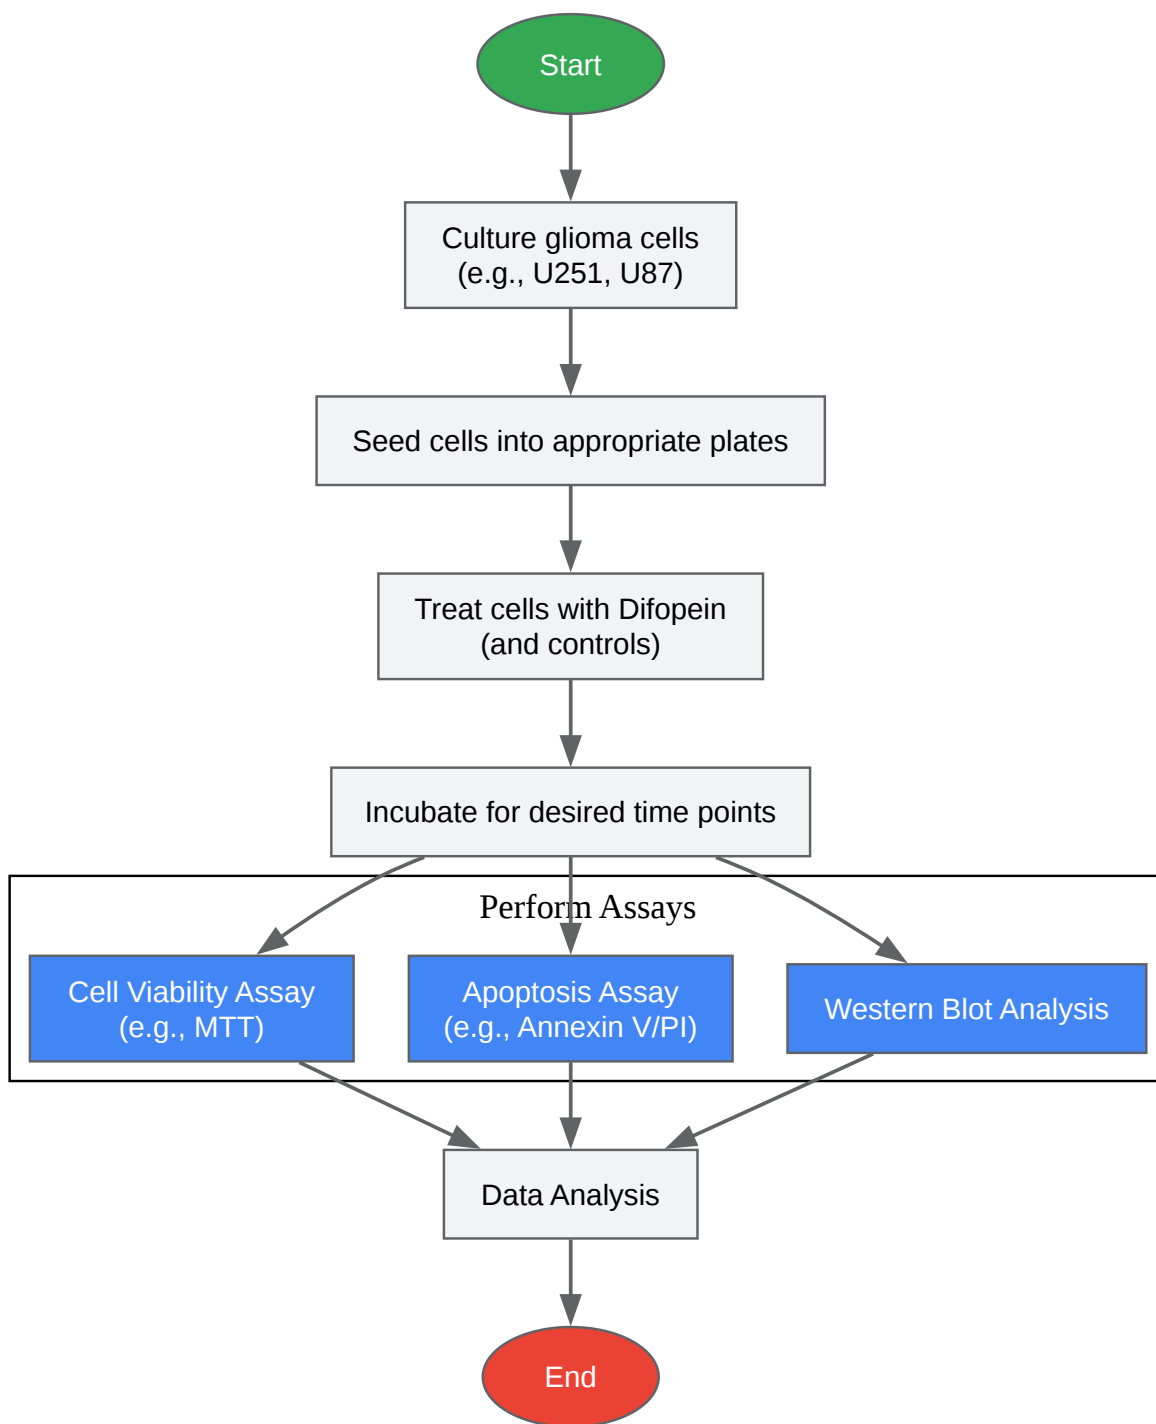 Start
Culture glioma cells
(e.g., U251, U87)
Seed cells into appropriate plates
Treat cells with Difopein
(and controls)
Incubate for desired time points
Perform Assays
Cell Viability Assay
(e.g., MTT)
Apoptosis Assay
(e.g., Annexin V/PI)
Western Blot Analysis
Data Analysis
End